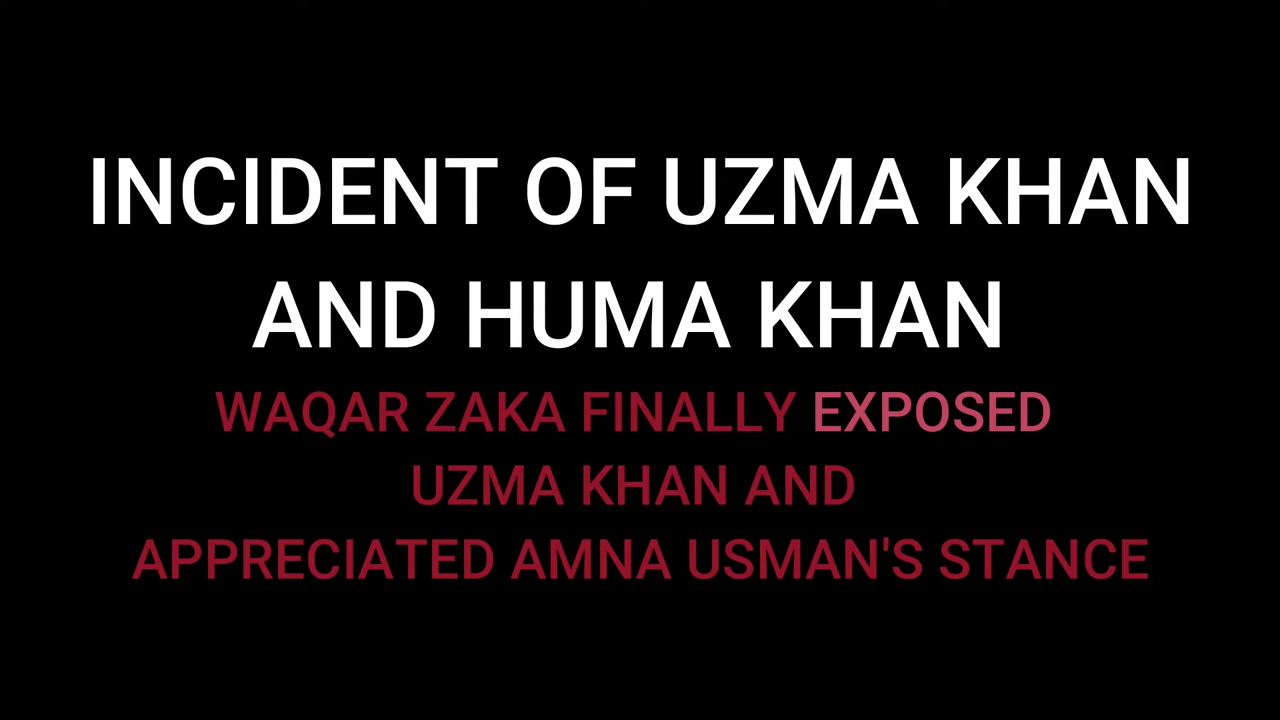 INCIDENT OF UZMA KHAN
AND HUMA KHAN
WAQAR ZAKA FINALLY EXPOSED
UZMA KHAN AND
APPRECIATED AMNA USMAN'S STANCE